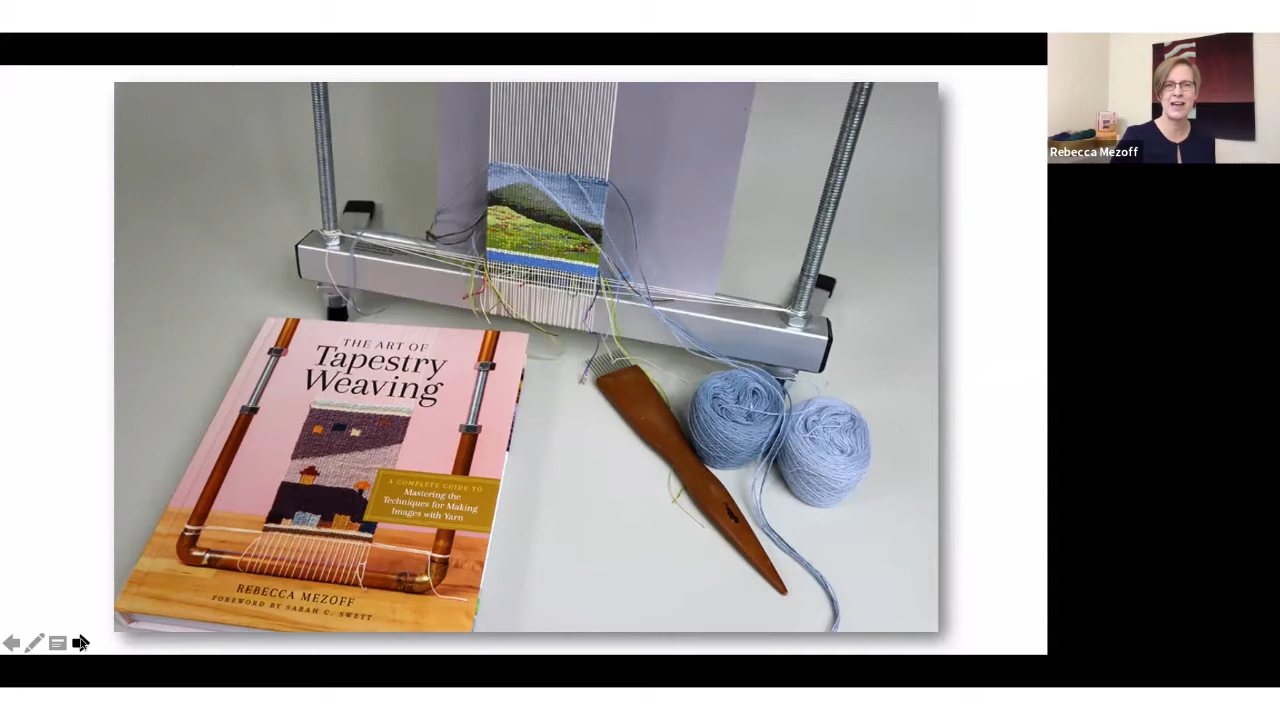 Rebecca Mezoff
THE ART OF
Tapestry
Weaving
A COMPLETE GUIDE TO
Mastering the
Techniques for Making
Images with Yarn
REBECCA MEZOFF
FOREWORD BY SARAH C. SWETT